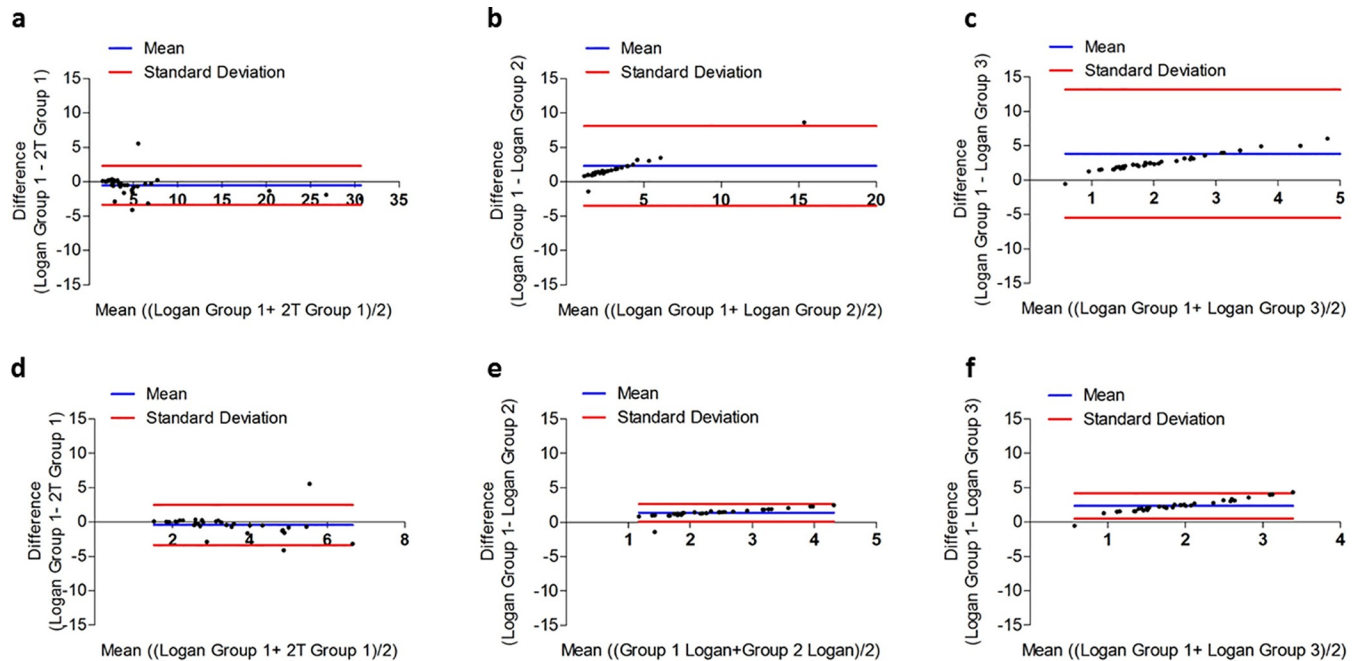 a
Mean
Standard Deviation
Difference
(Logan Group 1 - 2T Group 1)
15
10
5
0
-5
-10
-15
5 10 15 20 25 30 35
Mean ((Logan Group 1+ 2T Group 1)/2)
b
Mean
Standard Deviation
Difference
(Logan Group 1 - Logan Group 2)
15
10
5
0
-5
-10
-15
5 10 15 20
Mean ((Logan Group 1+ Logan Group 2)/2)
c
Mean
Standard Deviation
Difference
(Logan Group 1 - Logan Group 3)
15
10
5
0
-5
-10
-15
1 2 3 4 5
Mean ((Logan Group 1+ Logan Group 3)/2)
d
Mean
Standard Deviation
Difference
(Logan Group 1- 2T Group 1)
15
10
5
0
-5
-10
-15
2 4 6 8
Mean ((Logan Group 1+ 2T Group 1)/2)
e
Mean
Standard Deviation
Difference
(Logan Group 1- Logan Group 2)
15
10
5
0
-5
-10
-15
1 2 3 4 5
Mean ((Group 1 Logan+Group 2 Logan)/2)
f
Mean
Standard Deviation
Difference
(Logan Group 1- Logan Group 3)
15
10
5
0
-5
-10
-15
1 2 3 4
Mean ((Logan Group 1+ Logan Group 3)/2)